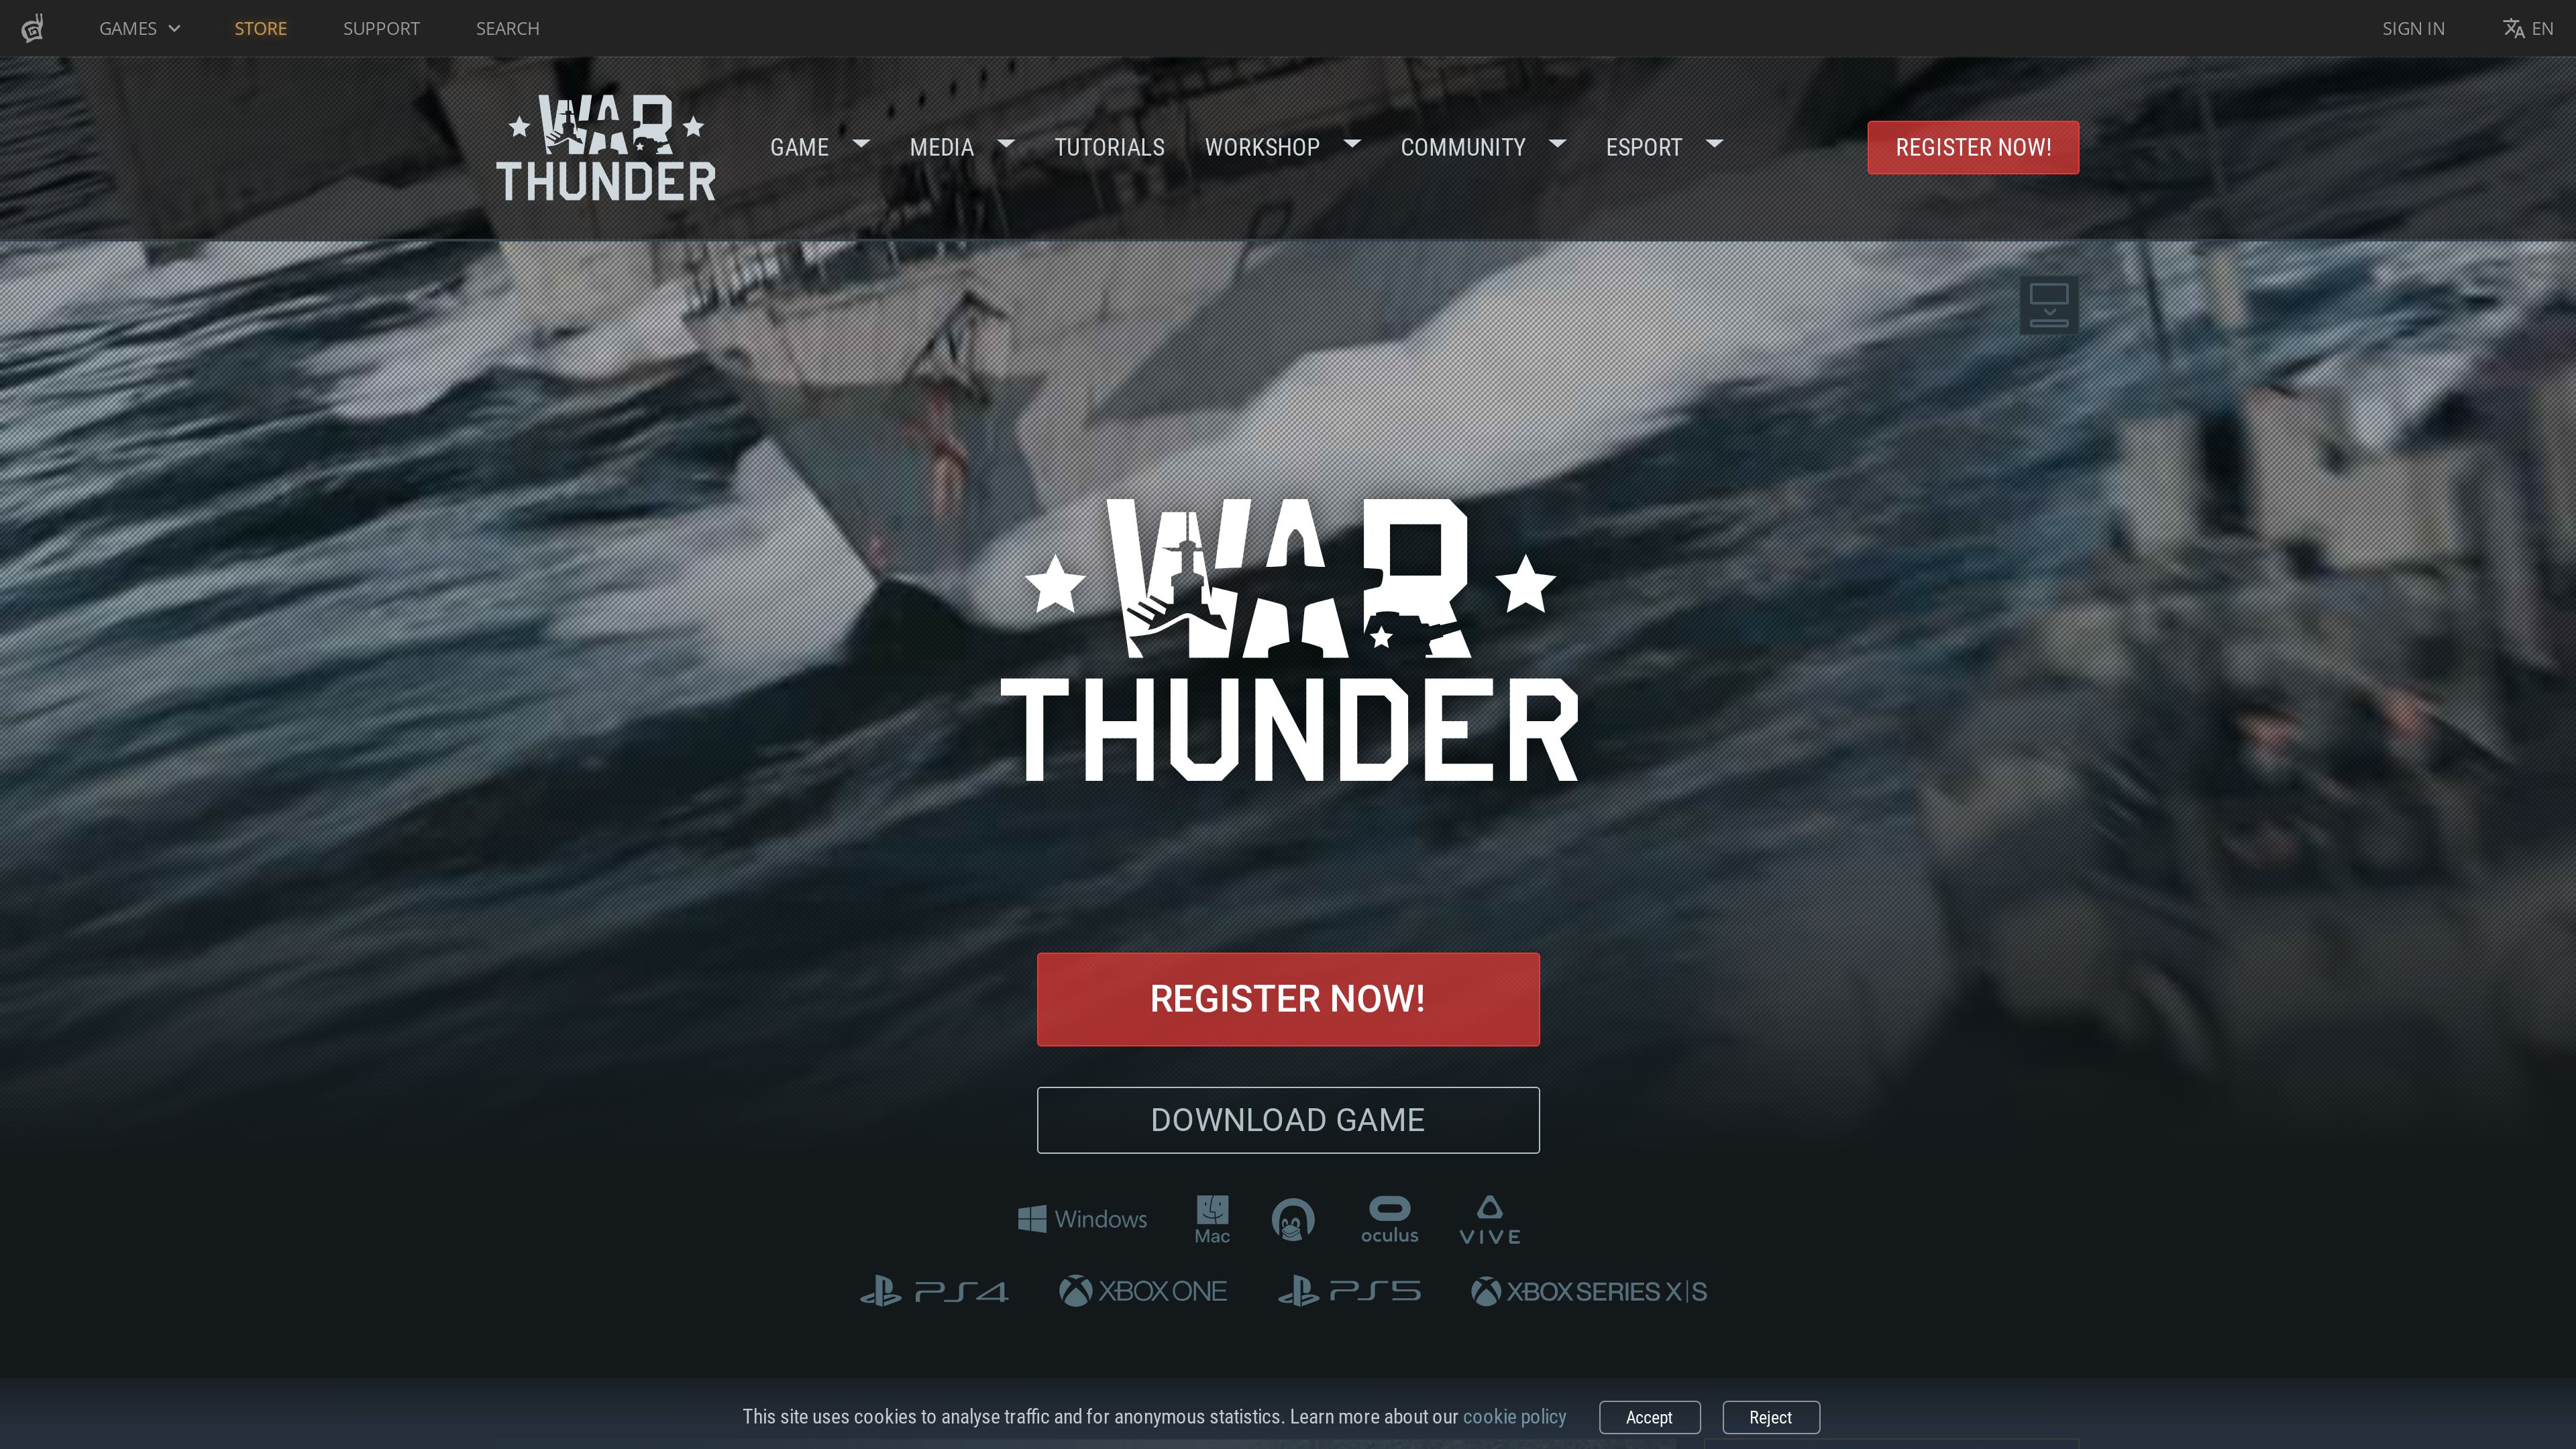 GAMES STORE SUPPORT SEARCH SIGN IN EN
WAR
THUNDER
GAME MEDIA TUTORIALS WORKSHOP COMMUNITY ESPORT REGISTER NOW!
WAR
THUNDER
REGISTER NOW!
DOWNLOAD GAME
Windows Mac oculus VIVE
PS4 XBOX ONE PS5 XBOX SERIES X|S
This site uses cookies to analyse traffic and for anonymous statistics. Learn more about our cookie policy Accept Reject